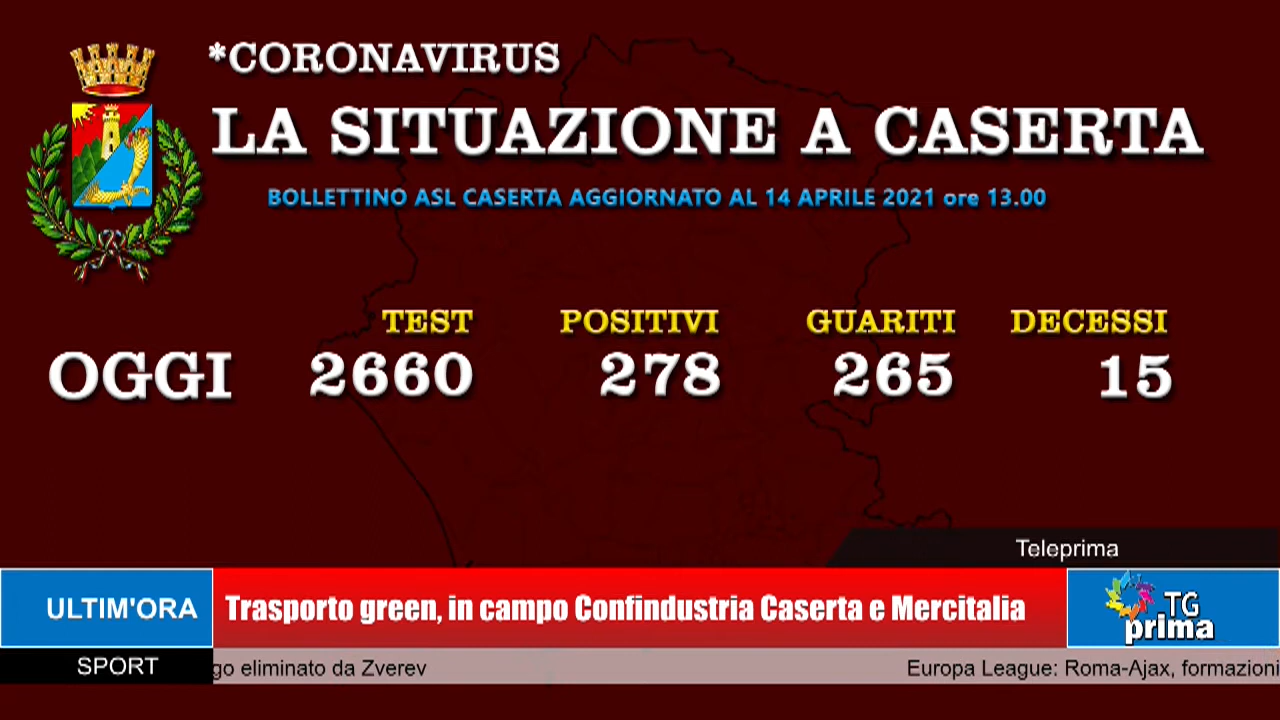 *CORONAVIRUS
LA SITUAZIONE A CASERTA
BOLLETTINO ASL CASERTA AGGIORNATO AL 14 APRILE 2021 ore 13.00
TEST POSITIVI GUARITI DECESSI
OGGI 2660 278 265 15
Teleprima
ULTIM'ORA Trasporto green, in campo Confindustria Caserta e Mercitalia
TG
prima
SPORT go eliminato da Zverev Europa League: Roma-Ajax, formazioni